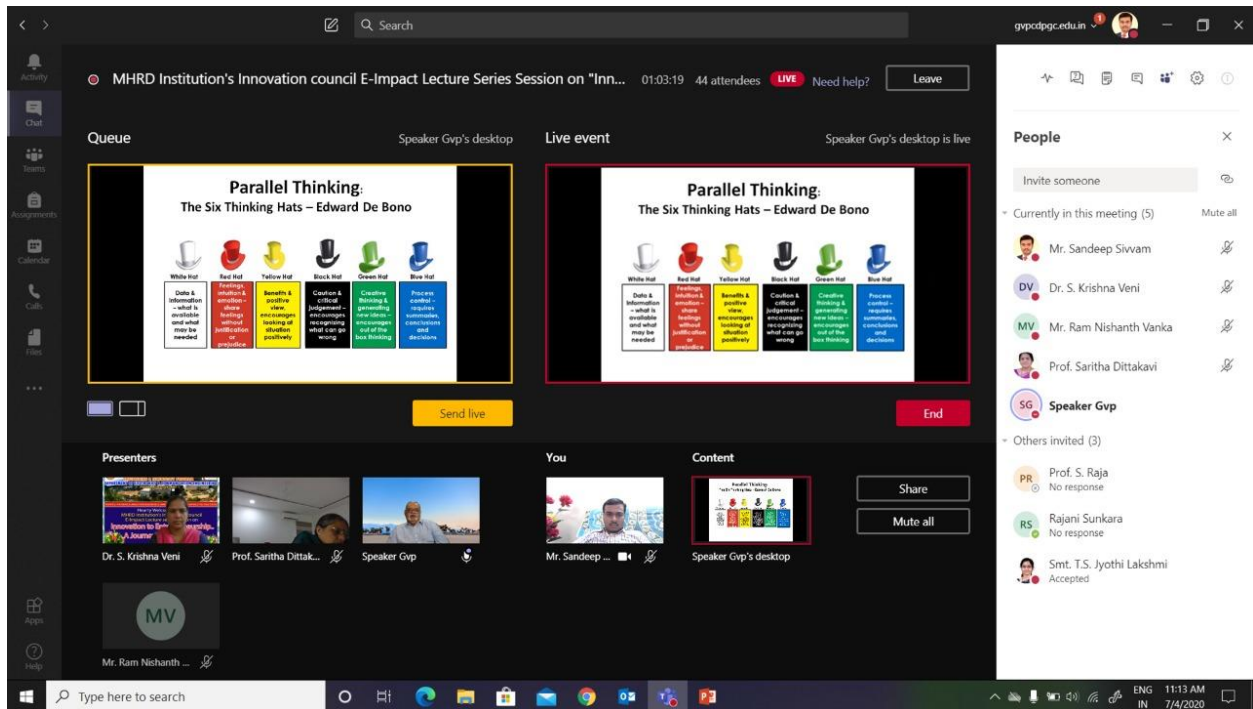 Search
gvpcdpgc.edu.in
1
Activity
Chat
Teams
Assignments
Calendar
Calls
Files
Apps
Help
MHRD Institution's Innovation council E-Impact Lecture Series Session on "Inn... 01:03:19 44 attendees LIVE Need help? Leave
Queue Speaker Gvp's desktop
Parallel Thinking:
The Six Thinking Hats – Edward De Bono
White Hat Red Hat Yellow Hat Black Hat Green Hat Blue Hat
Data &
information
– what is
available
and what
may be
needed
Feelings,
intuition &
emotion –
share
feelings
without
justification
or
prejudice
Benefits &
positive
view,
encourages
looking at
situation
positively
Caution &
critical
judgement –
encourages
recognizing
what can go
wrong
Creative
thinking &
generating
new ideas –
encourages
out of the
box thinking
Process
control –
requires
summaries,
conclusions
and
decisions
Send live
Live event Speaker Gvp's desktop is live
Parallel Thinking:
The Six Thinking Hats – Edward De Bono
White Hat Red Hat Yellow Hat Black Hat Green Hat Blue Hat
Data &
information
– what is
available
and what
may be
needed
Feelings,
intuition &
emotion –
share
feelings
without
justification
or
prejudice
Benefits &
positive
view,
encourages
looking at
situation
positively
Caution &
critical
judgement –
encourages
recognizing
what can go
wrong
Creative
thinking &
generating
new ideas –
encourages
out of the
box thinking
Process
control –
requires
summaries,
conclusions
and
decisions
End
Presenters
Dr. S. Krishna Veni
Prof. Saritha Dittak...
Speaker Gvp
MV
Mr. Ram Nishanth ...
You
Mr. Sandeep ...
Content
Parallel Thinking:
Speaker Gvp's desktop
Share
Mute all
People
Invite someone
Currently in this meeting (5) Mute all
Mr. Sandeep Sivvam
DV Dr. S. Krishna Veni
MV Mr. Ram Nishanth Vanka
Prof. Saritha Dittakavi
SG Speaker Gvp
Others invited (3)
PR Prof. S. Raja
No response
RS Rajani Sunkara
No response
Smt. T.S. Jyothi Lakshmi
Accepted
Type here to search
ENG 11:13 AM
IN 7/4/2020